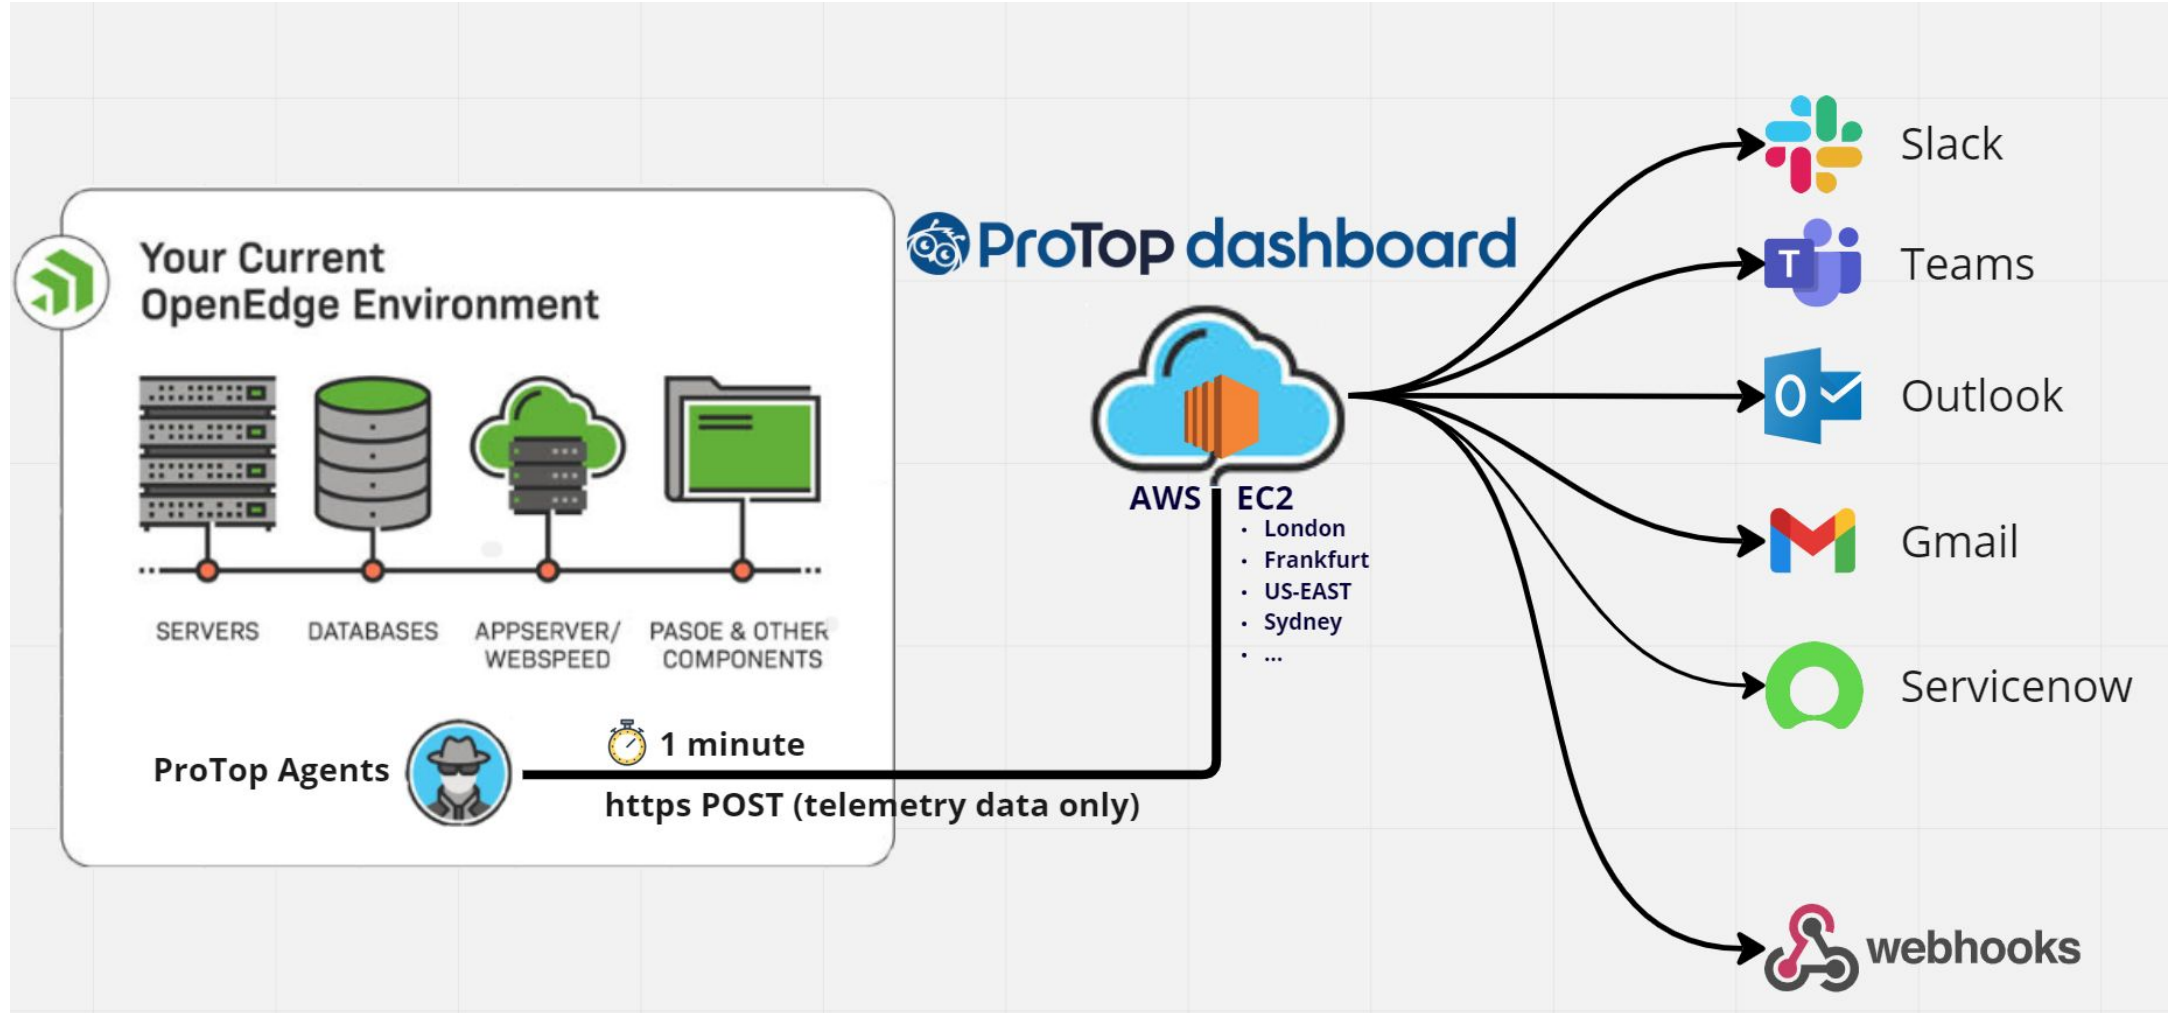 Your Current
OpenEdge Environment
SERVERS
DATABASES
APPSERVER/
WEBSPEED
PASOE & OTHER
COMPONENTS
ProTop Agents
1 minute
https POST (telemetry data only)
ProTop dashboard
AWS EC2
• London
• Frankfurt
• US-EAST
• Sydney
• ...
Slack
T
Teams
O
Outlook
Gmail
Servicenow
webhooks